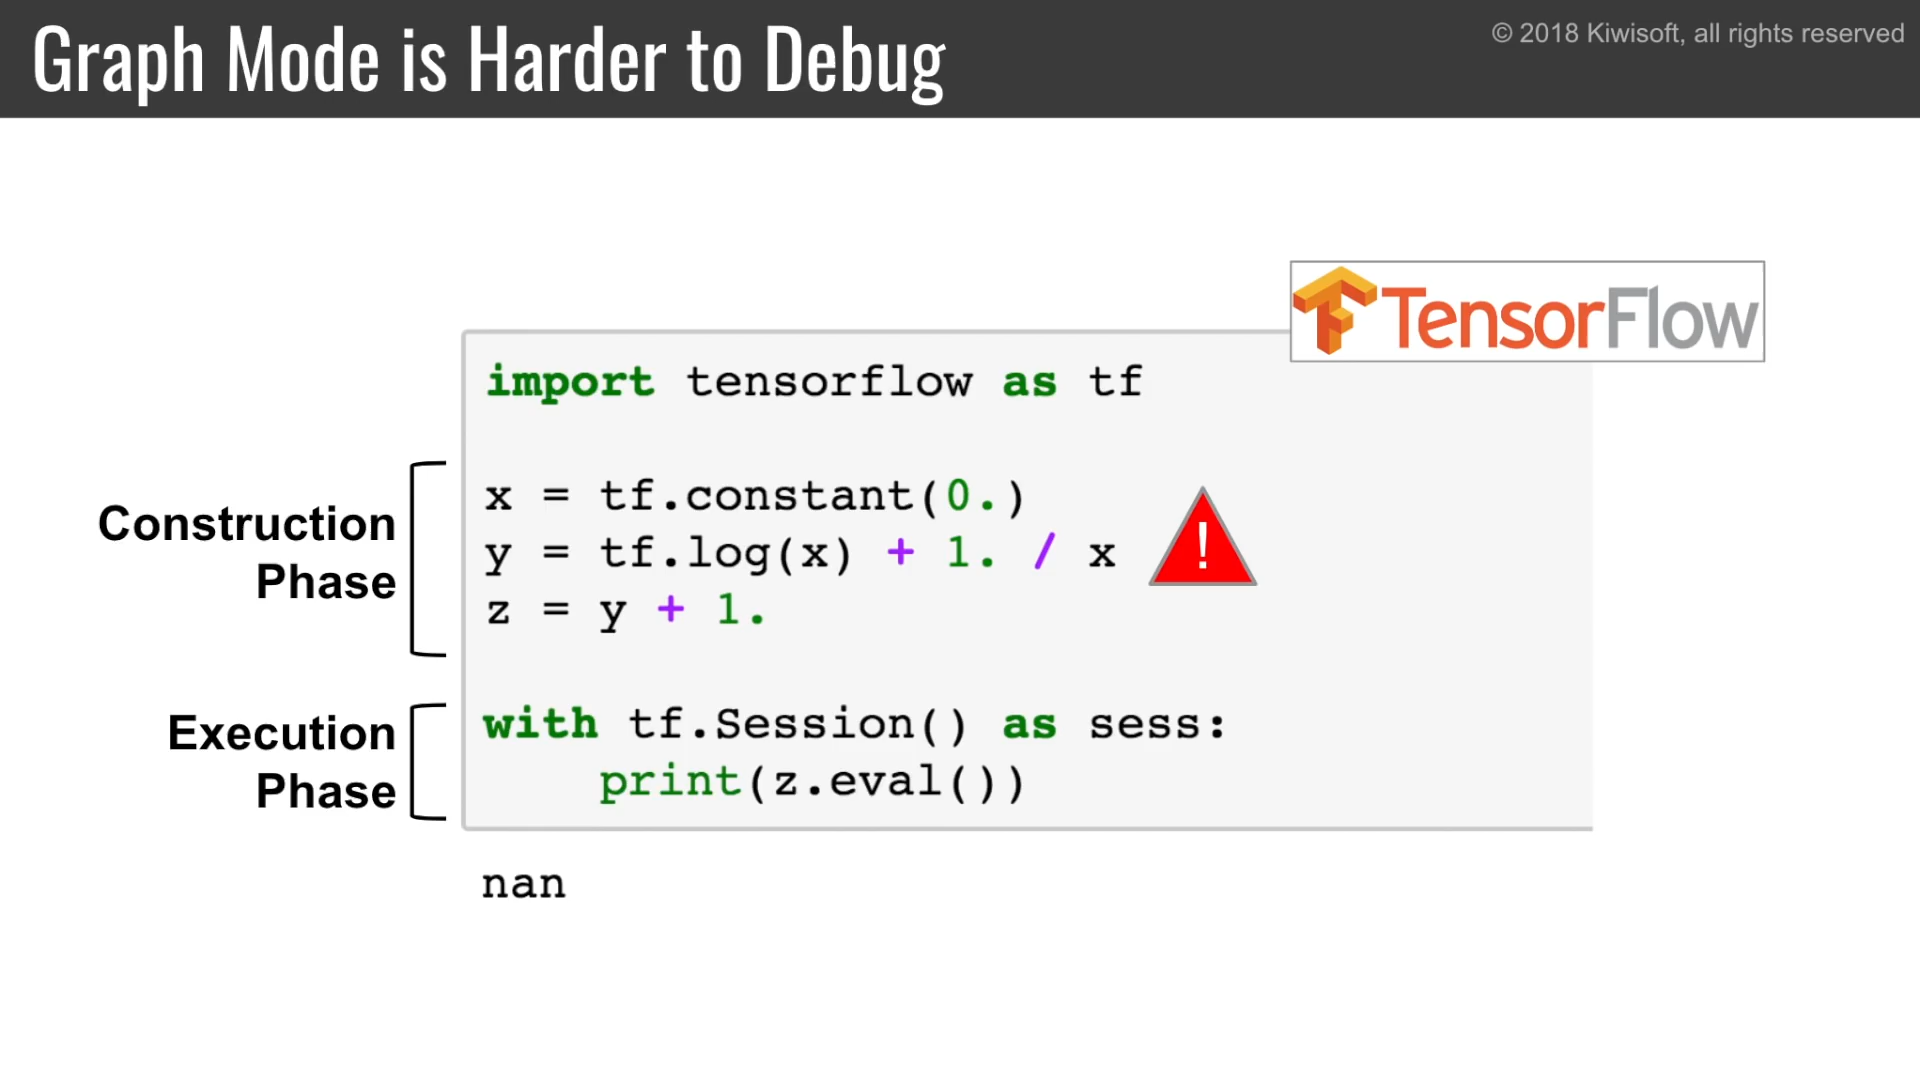 Graph Mode is Harder to Debug
© 2018 Kiwisoft, all rights reserved
TensorFlow
import tensorflow as tf
Construction
Phase
x = tf.constant(0.)
y = tf.log(x) + 1. / x
!
z = y + 1.
Execution
Phase
with tf.Session() as sess:
    print(z.eval())
nan